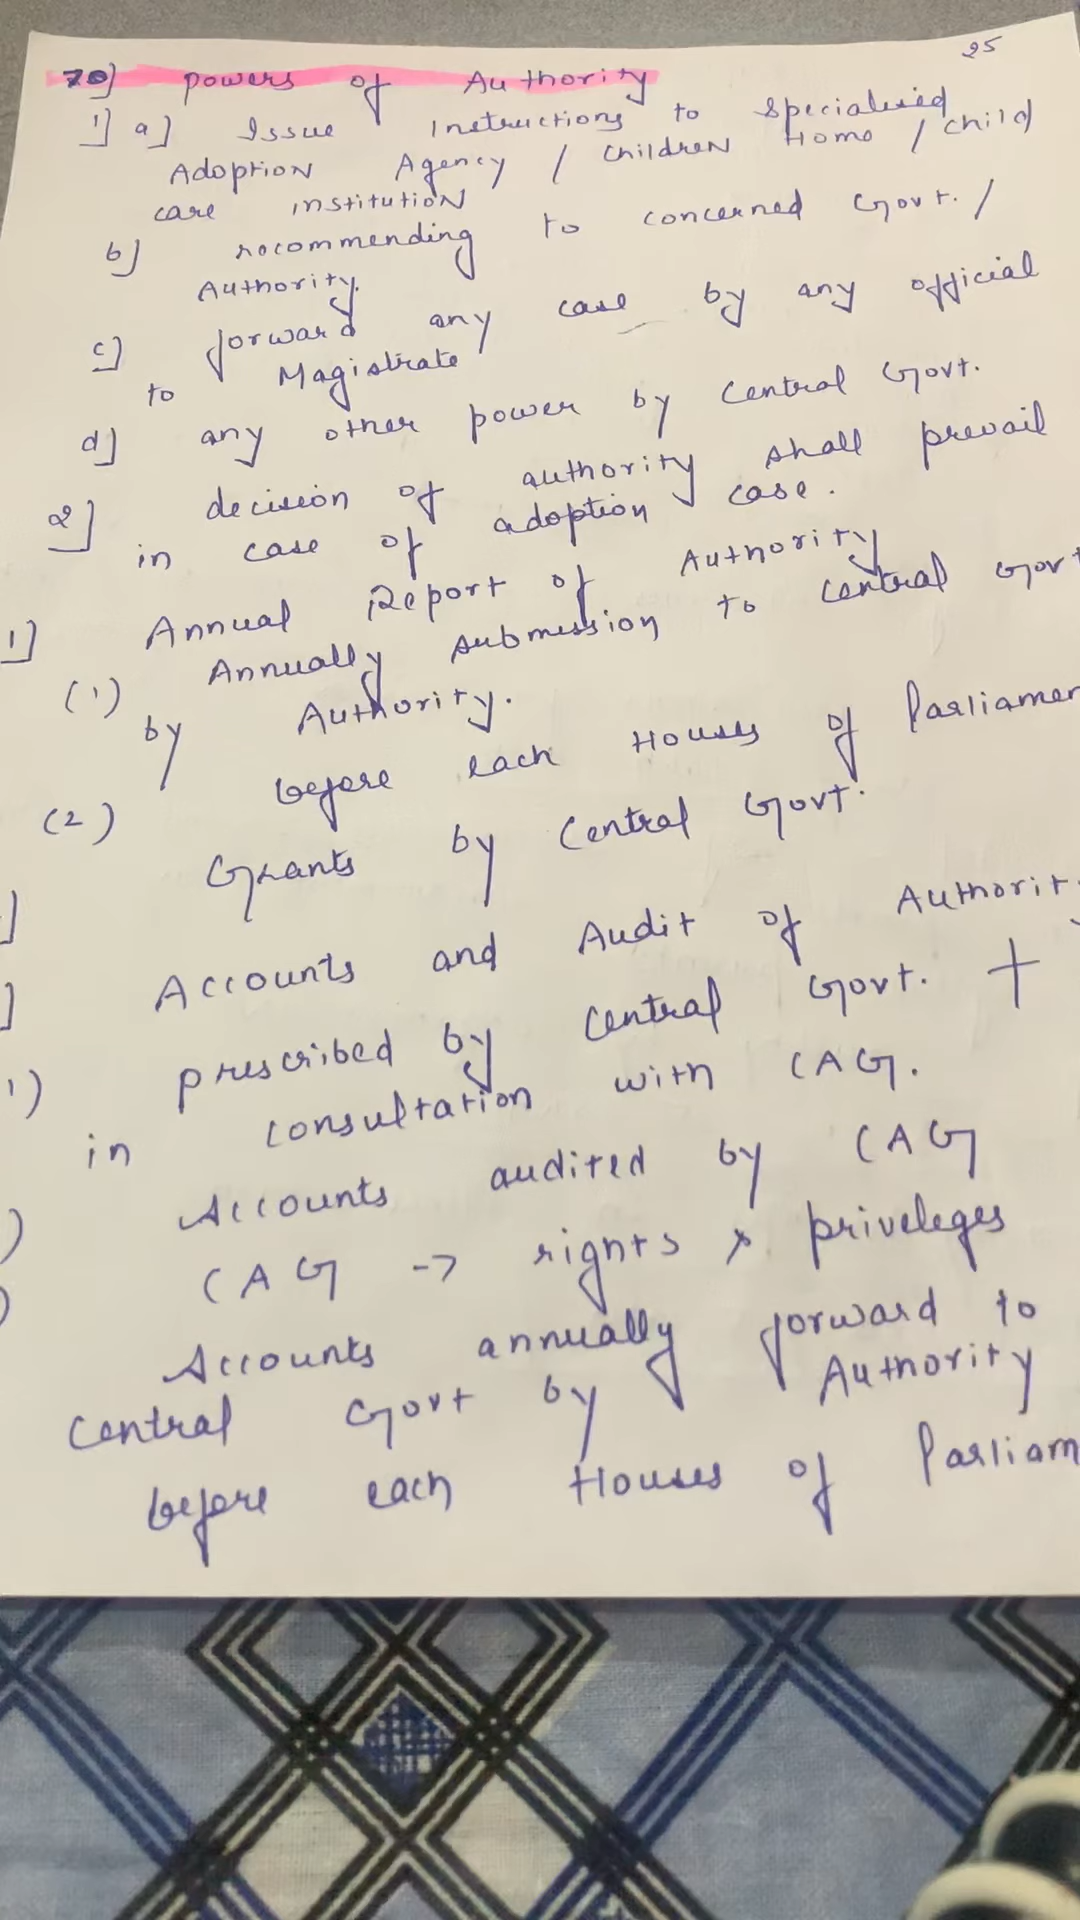 25
70] Powers of Authority
1] a] Issue Instructions to Specialised
Adoption Agency / Children Home / Child
care institution
b] recommending to concerned Govt. /
Authority.
c] forward any case by any official
to Magistrate
d] any other power by Central Govt.
2] decision of authority shall prevail
in case of adoption case.
1] Annual Report of Authority
(1) Annually submission to Central Govt
by Authority.
(2) before each Houses of Parliamen
] Grants by Central Govt.
] Accounts and Audit of Authority
1) prescribed by Central Govt. +
in consultation with CAG.
) Accounts audited by CAG
) CAG -> rights & priveleges
Accounts annually forward to
Central Govt by Authority
before each Houses of Parliam